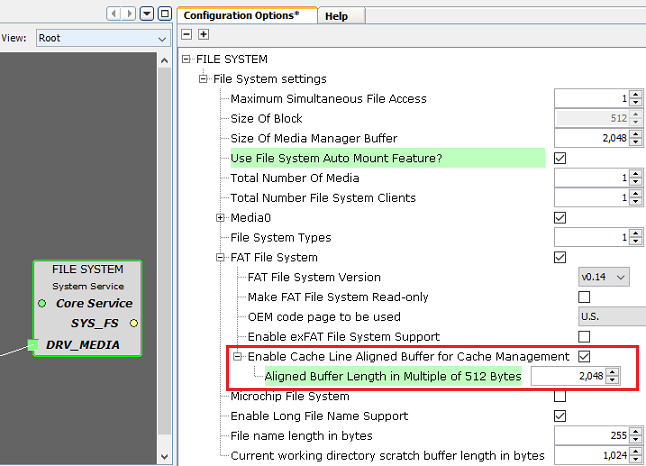 Configuration Options*
Help
View:
Root
FILE SYSTEM
File System settings
Maximum Simultaneous File Access 1
Size Of Block 512
Size Of Media Manager Buffer 2,048
Use File System Auto Mount Feature?
Total Number Of Media 1
Total Number File System Clients 1
Media0
File System Types 1
FAT File System
FAT File System Version v0.14
Make FAT File System Read-only
OEM code page to be used U.S.
Enable exFAT File System Support
Enable Cache Line Aligned Buffer for Cache Management
Aligned Buffer Length in Multiple of 512 Bytes 2,048
Microchip File System
Enable Long File Name Support
File name length in bytes 255
Current working directory scratch buffer length in bytes 1,024
FILE SYSTEM
System Service
Core Service
SYS_FS
DRV_MEDIA